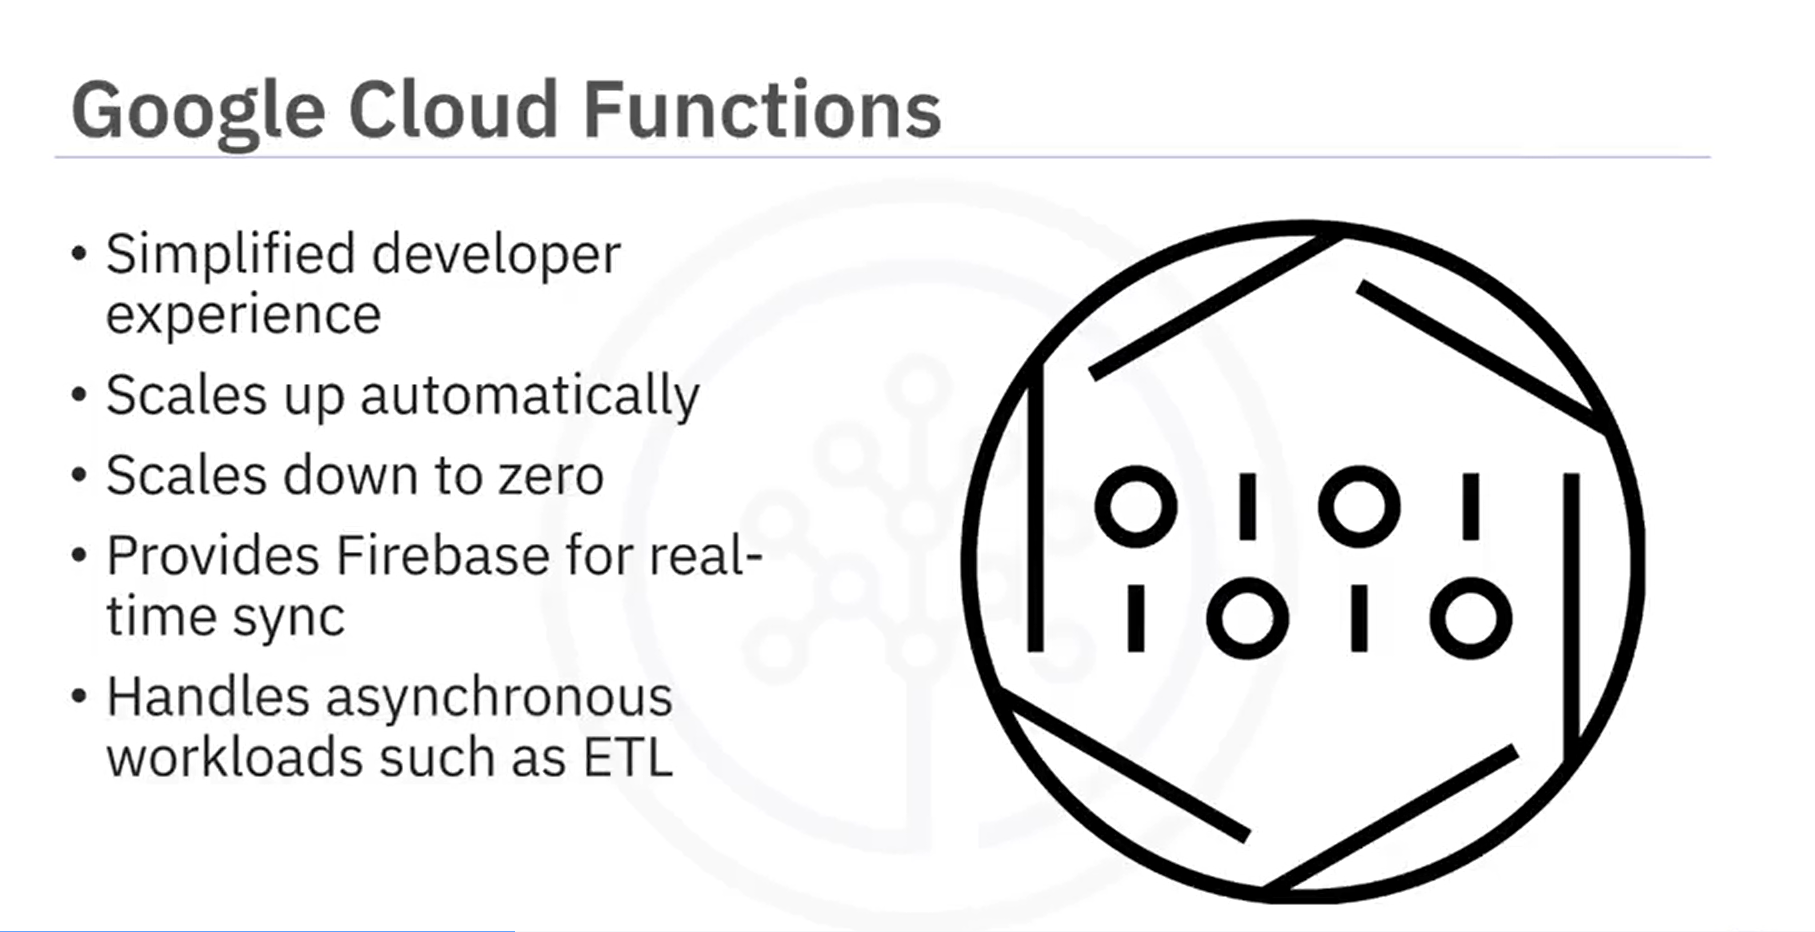 Google Cloud Functions
• Simplified developer
experience
• Scales up automatically
• Scales down to zero
• Provides Firebase for real-
time sync
• Handles asynchronous
workloads such as ETL
0101
1010